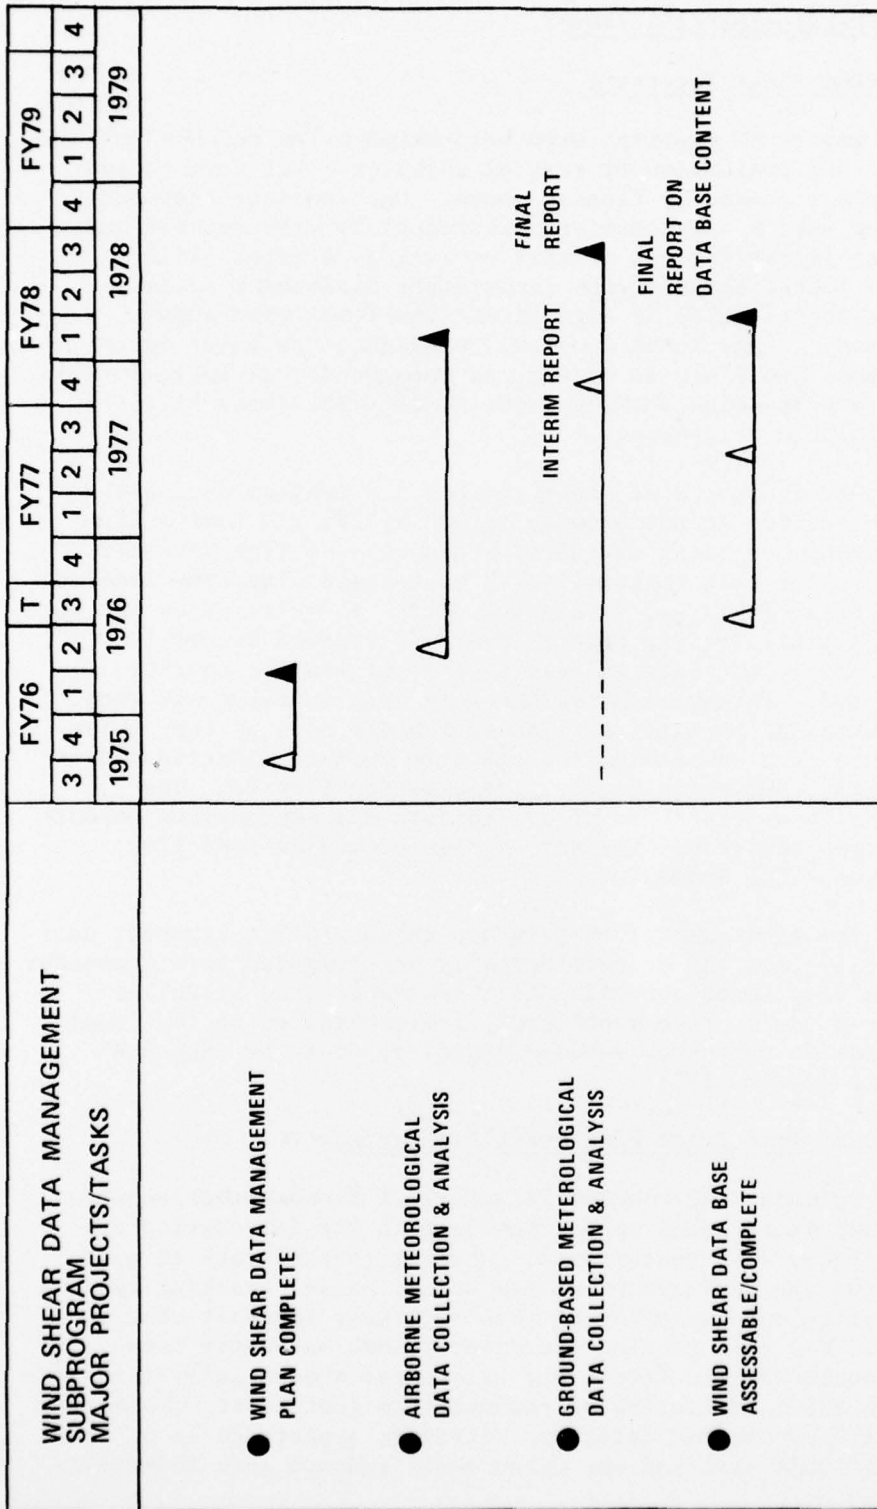 WIND SHEAR DATA MANAGEMENT
SUBPROGRAM
MAJOR PROJECTS/TASKS
FY76 T FY77 FY78 FY79
3 4 1 2 3 4 1 2 3 4 1 2 3 4 1 2 3 4
1975 1976 1977 1978 1979
● WIND SHEAR DATA MANAGEMENT
PLAN COMPLETE
● AIRBORNE METEOROLOGICAL
DATA COLLECTION & ANALYSIS
INTERIM REPORT
FINAL
REPORT
● GROUND-BASED METEROLOGICAL
DATA COLLECTION & ANALYSIS
FINAL
REPORT ON
DATA BASE CONTENT
● WIND SHEAR DATA BASE
ASSESSABLE/COMPLETE